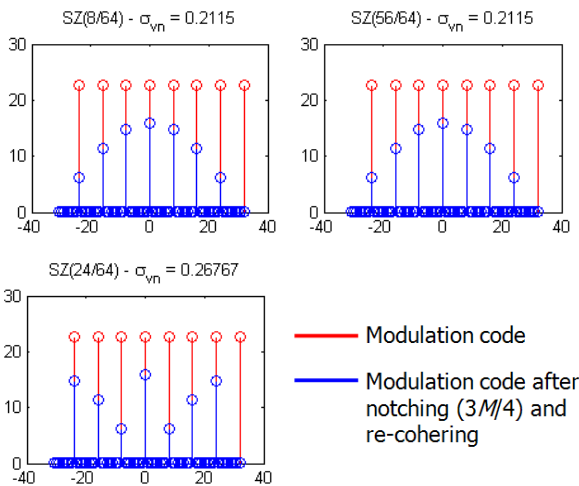 SZ(8/64) - σvn = 0.2115
SZ(56/64) - σvn = 0.2115
30
20
10
0
-40 -20 0 20 40
30
20
10
0
-40 -20 0 20 40
SZ(24/64) - σvn = 0.26767
30
20
10
0
-40 -20 0 20 40
Modulation code
Modulation code after
notching (3M/4) and
re-cohering